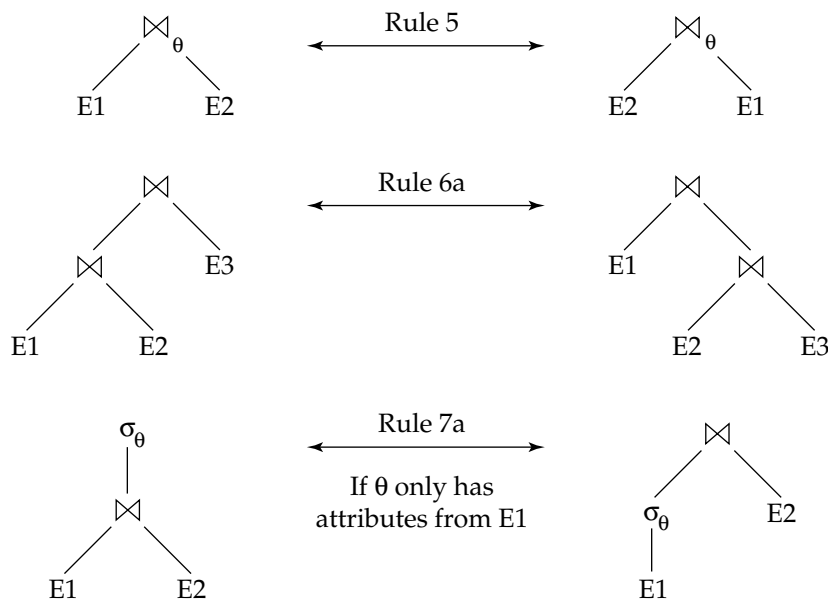 ⋈θ Rule 5 ⋈θ
E1 E2 E2 E1
⋈ Rule 6a ⋈
⋈ E3 E1 ⋈
E1 E2 E2 E3
σθ Rule 7a ⋈
If θ only has
attributes from E1
⋈ σθ E2
E1 E2 E1